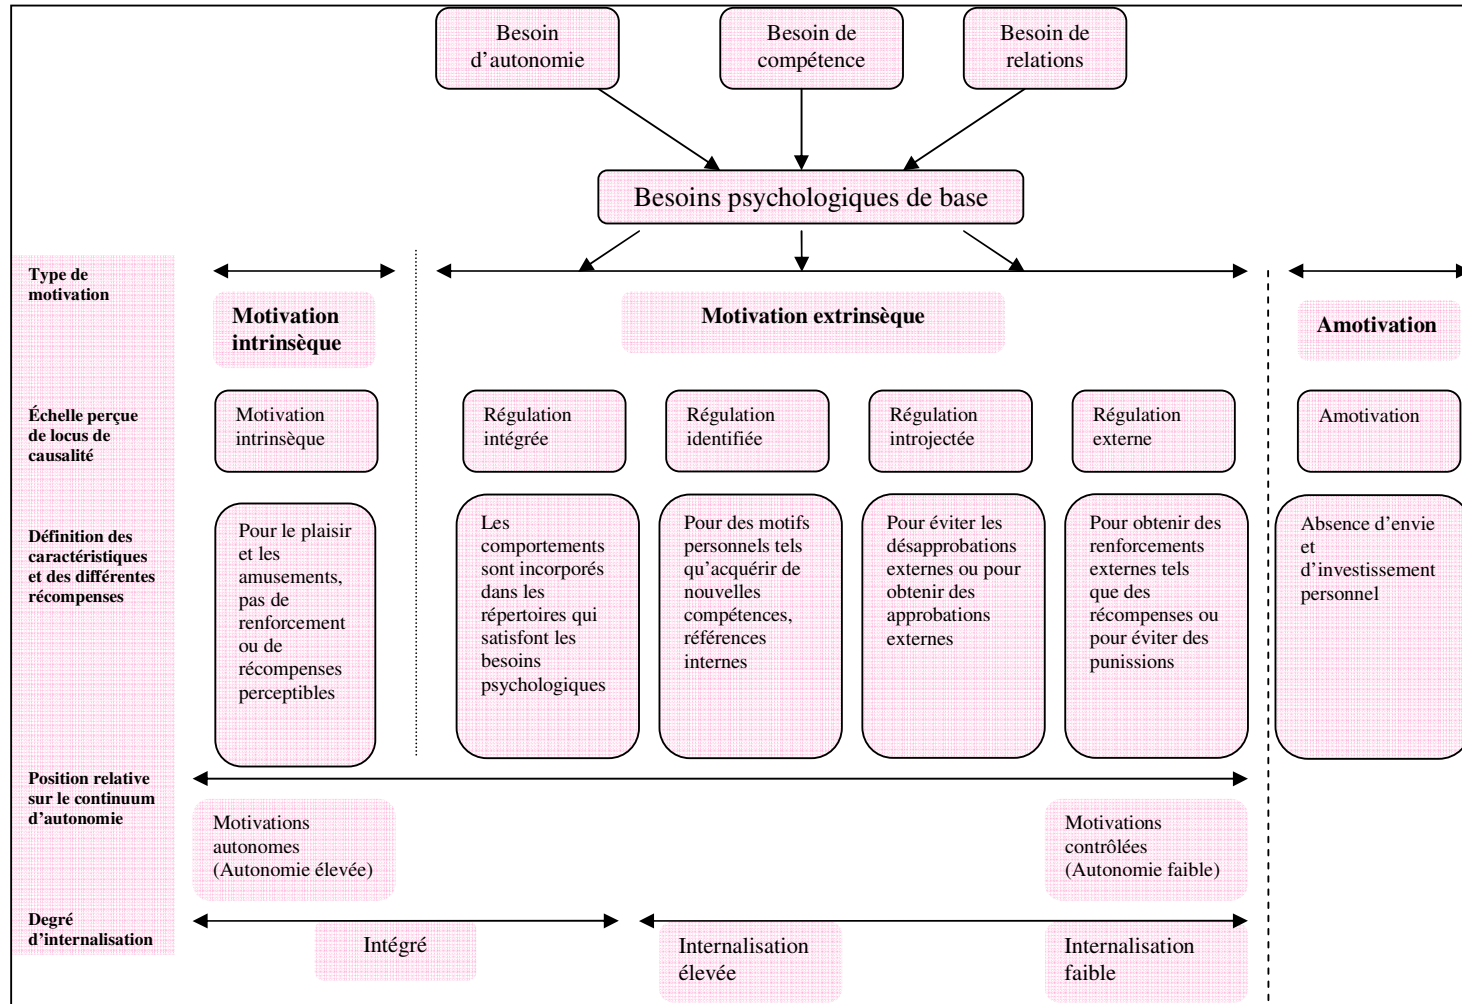 Besoin
d'autonomie
Besoin de
compétence
Besoin de
relations
Besoins psychologiques de base
Type de
motivation
Motivation
intrinsèque
Motivation extrinsèque
Amotivation
Échelle perçue
de locus de
causalité
Motivation
intrinsèque
Régulation
intégrée
Régulation
identifiée
Régulation
introjectée
Régulation
externe
Amotivation
Définition des
caractéristiques
et des différentes
récompenses
Pour le plaisir
et les
amusements,
pas de
renforcement
ou de
récompenses
perceptibles
Les
comportements
sont incorporés
dans les
répertoires qui
satisfont les
besoins
psychologiques
Pour des motifs
personnels tels
qu'acquérir de
nouvelles
compétences,
références
internes
Pour éviter les
désapprobations
externes ou pour
obtenir des
approbations
externes
Pour obtenir des
renforcements
externes tels
que des
récompenses ou
pour éviter des
punissions
Absence d'envie
et
d'investissement
personnel
Position relative
sur le continuum
d'autonomie
Motivations
autonomes
(Autonomie élevée)
Motivations
contrôlées
(Autonomie faible)
Degré
d'internalisation
Intégré
Internalisation
élevée
Internalisation
faible